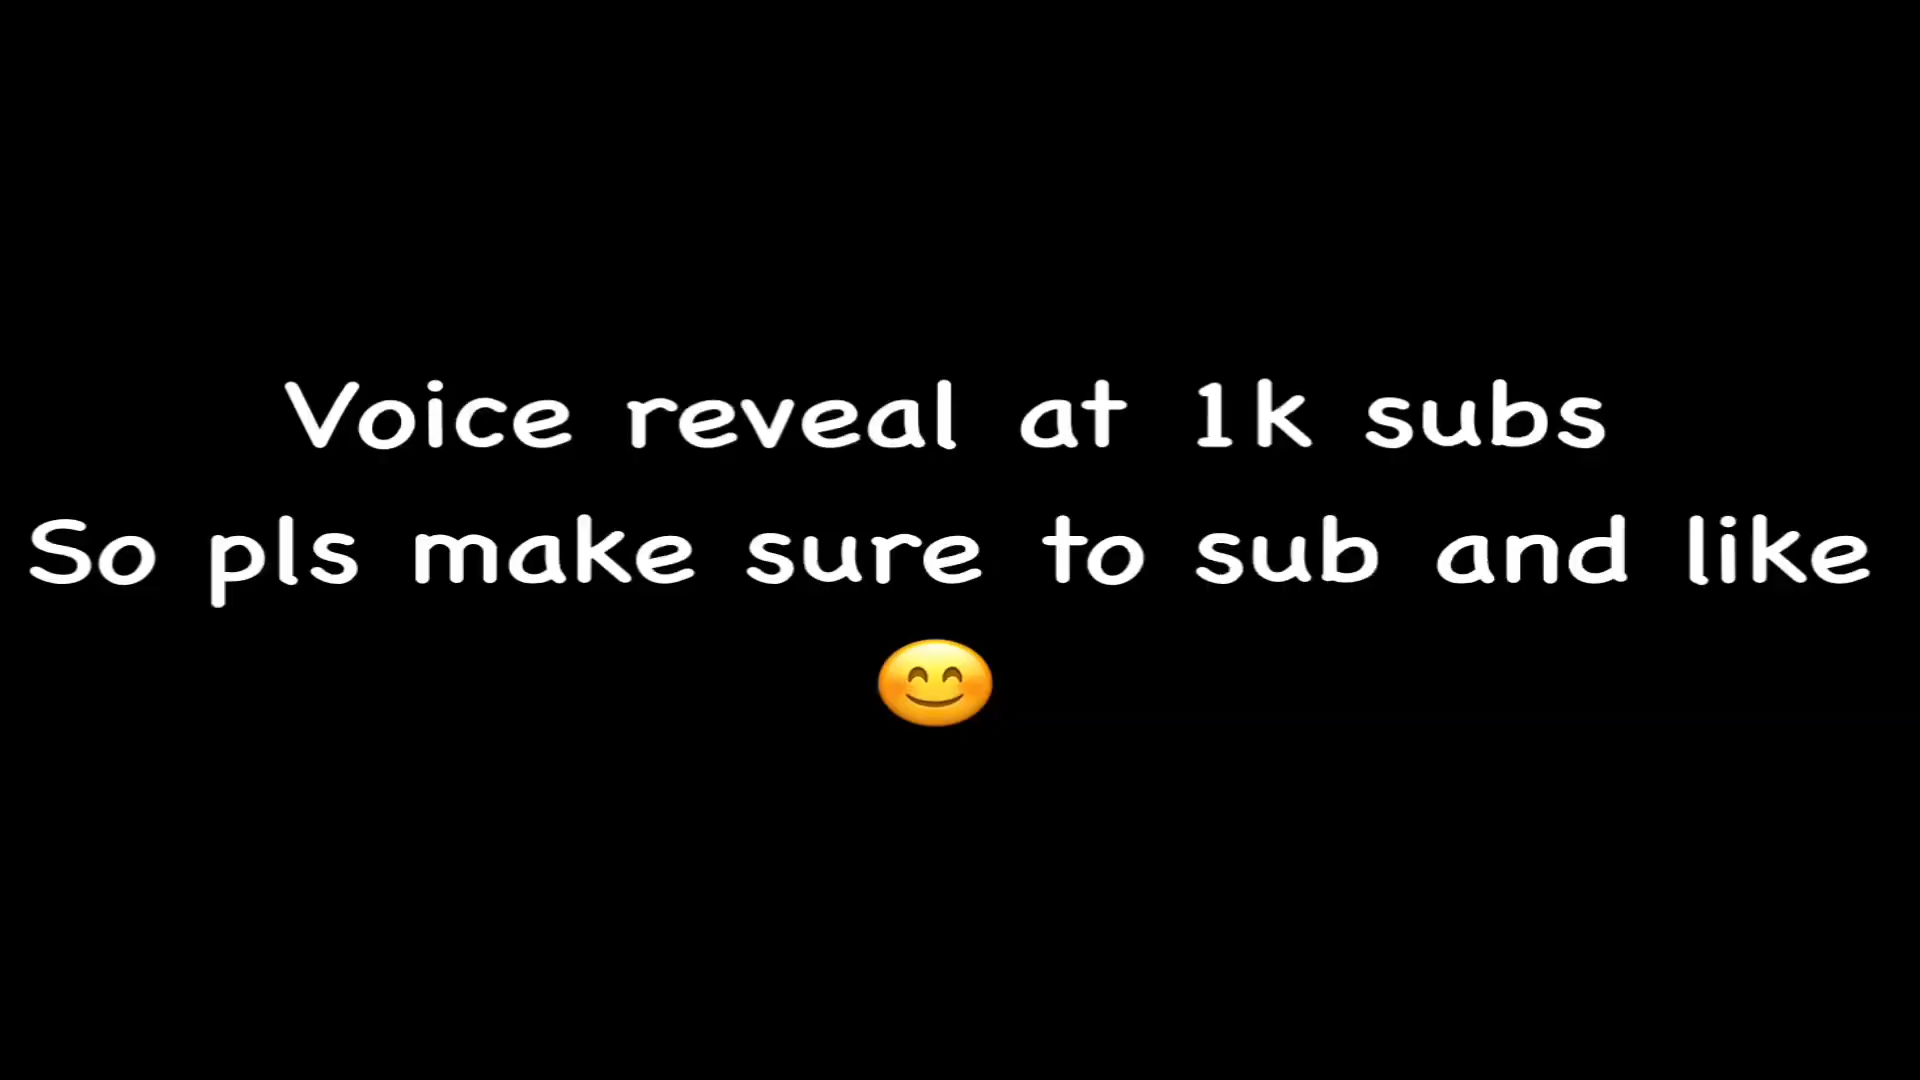 Voice reveal at 1k subs
So pls make sure to sub and like
😊